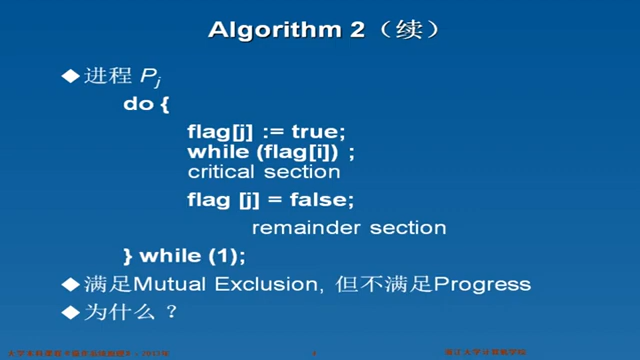 Algorithm 2（续）
进程 Pj
do {
flag[j] := true;
while (flag[i]) ;
critical section
flag [j] = false;
remainder section
} while (1);
满足Mutual Exclusion, 但不满足Progress
为什么？